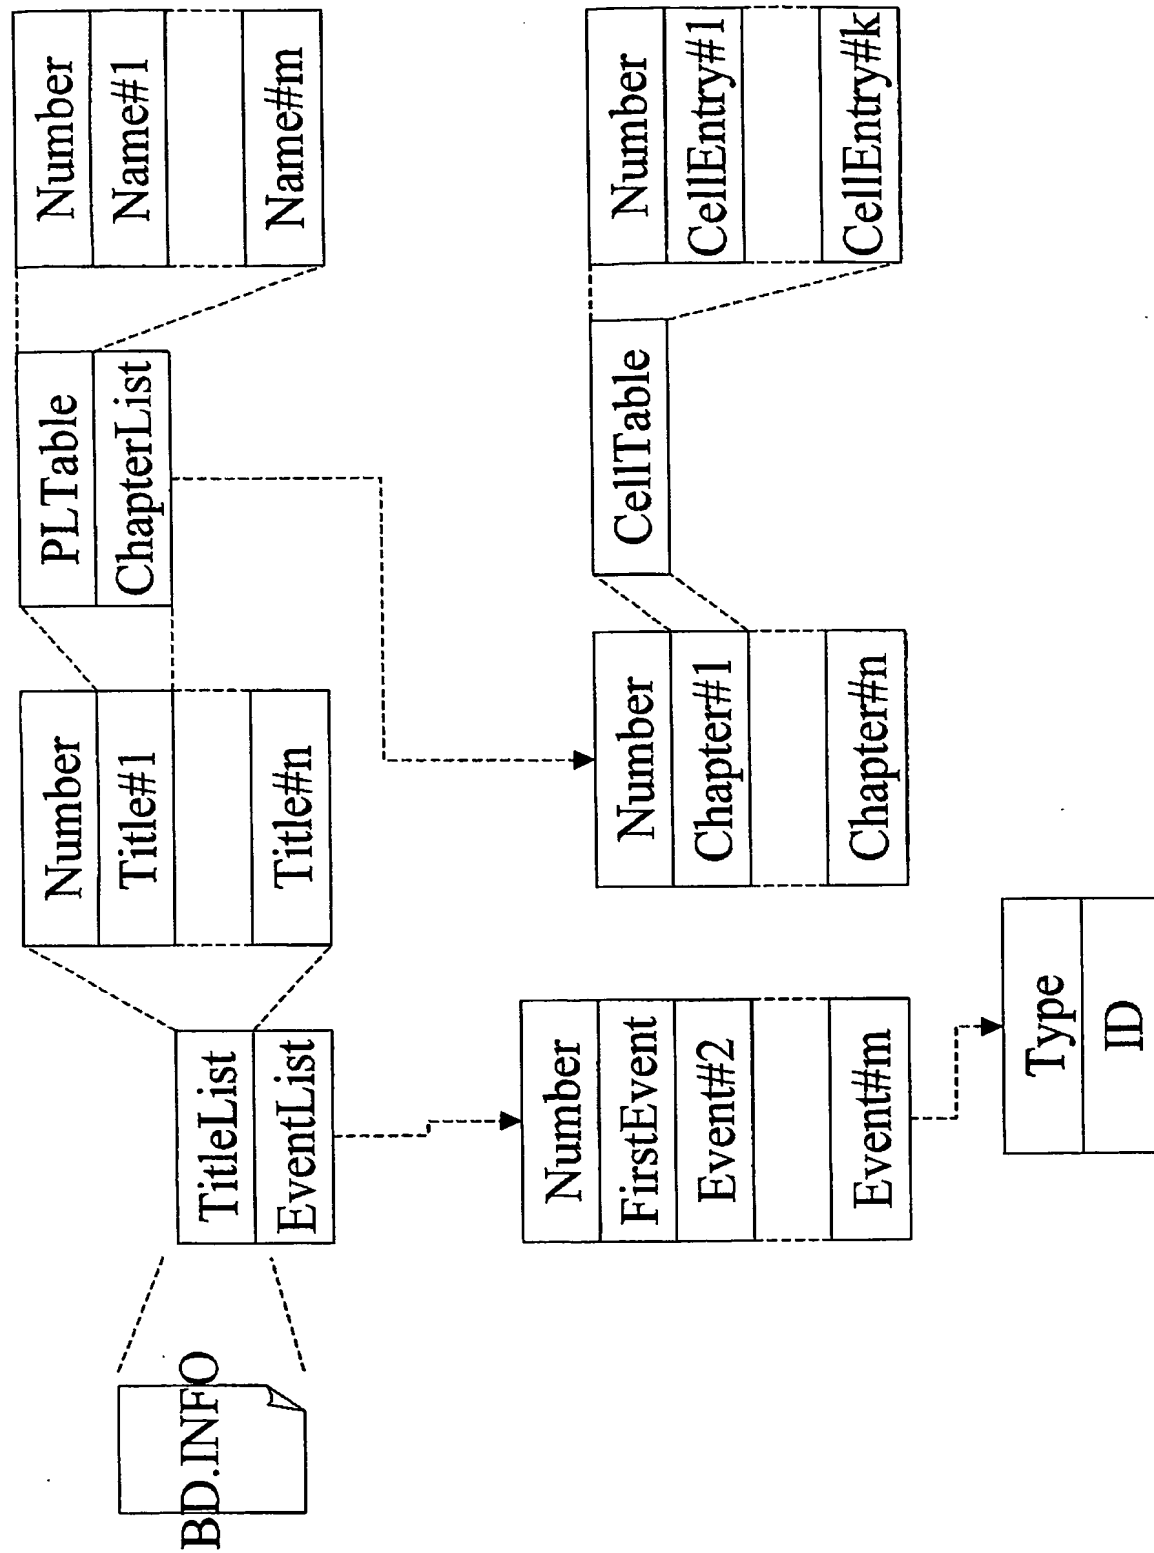 BD.INFO
TitleList
EventList
Number
Title#1
Title#n
PLTable
ChapterList
Number
Name#1
Name#m
Number
FirstEvent
Event#2
Event#m
Type
ID
Number
Chapter#1
Chapter#n
CellTable
Number
CellEntry#1
CellEntry#k